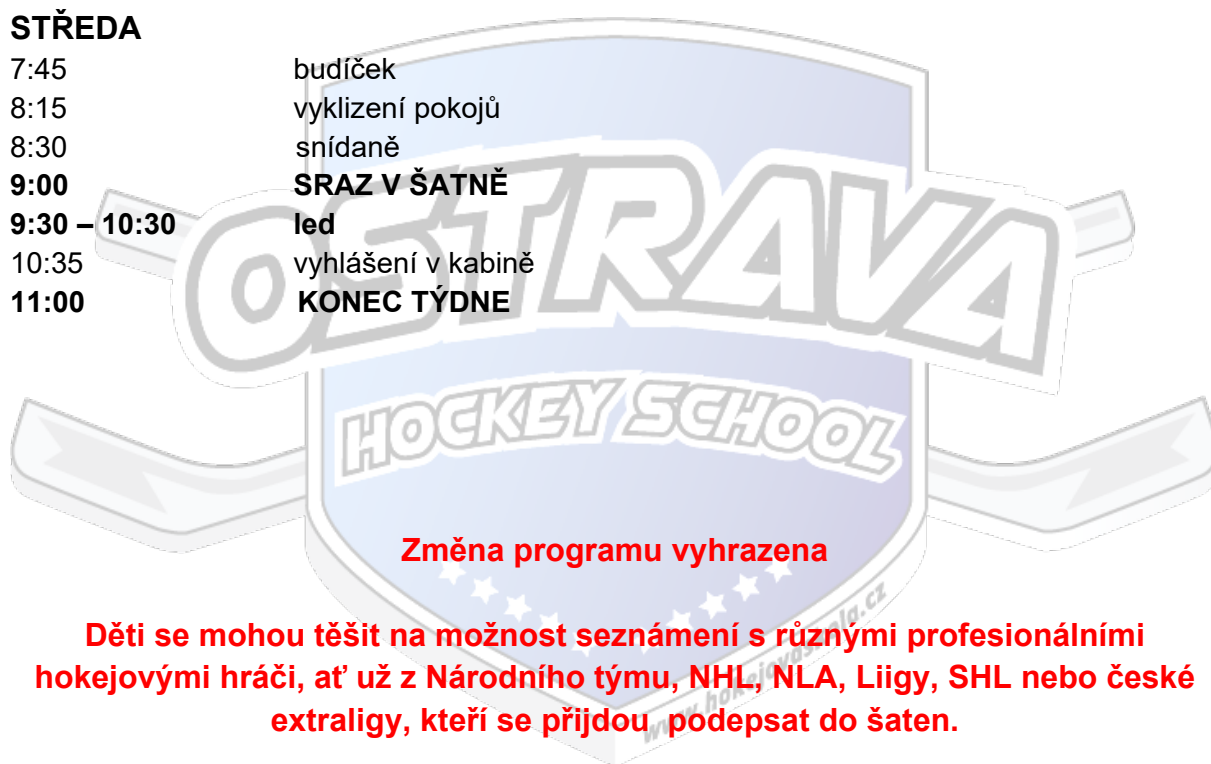 STŘEDA
7:45 budíček
8:15 vyklizení pokojů
8:30 snídaně
9:00 SRAZ V ŠATNĚ
9:30 – 10:30 led
10:35 vyhlášení v kabině
11:00 KONEC TÝDNE
OSTRAVA
HOCKEY SCHOOL
Změna programu vyhrazena
Děti se mohou těšit na možnost seznámení s různými profesionálními
hokejovými hráči, ať už z Národního týmu, NHL, NLA, Liigy, SHL nebo české
extraligy, kteří se přijdou podepsat do šaten.
www.hokejovaskola.cz